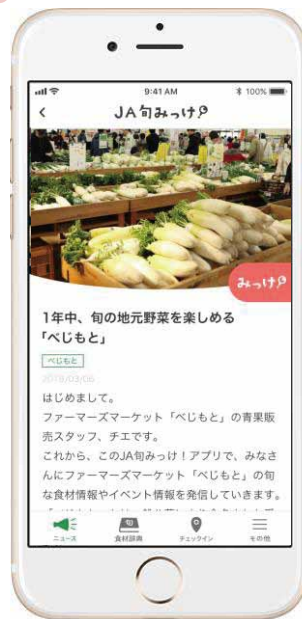 9:41 AM
100%
JA旬みっけ
みっけ
1年中、旬の地元野菜を楽しめる
「べじもと」
べじもと
2018/03/06
はじめまして。
ファーマーズマーケット「べじもと」の青果販
売スタッフ、チエです。
これから、このJA旬みっけ！アプリで、みなさ
んにファーマーズマーケット「べじもと」の旬
な食材情報やイベント情報を発信していきます。
ニュース
旬
食材辞典
チェックイン
その他